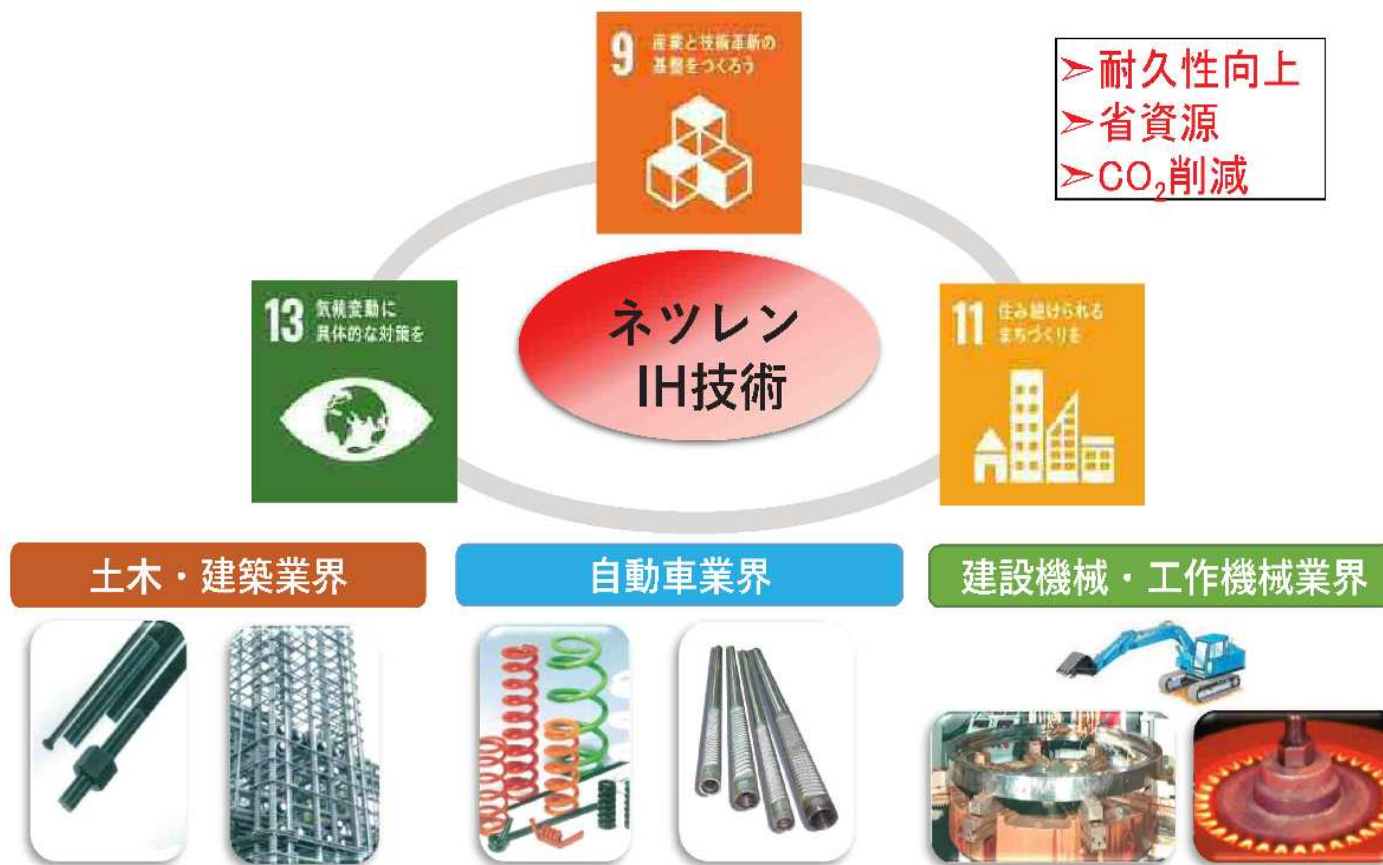 9 産業と技術革新の
基盤をつくろう
➢耐久性向上
➢省資源
➢CO₂削減
13 気候変動に
具体的な対策を
ネツレン
IH技術
11 住み続けられる
まちづくりを
土木・建築業界
自動車業界
建設機械・工作機械業界